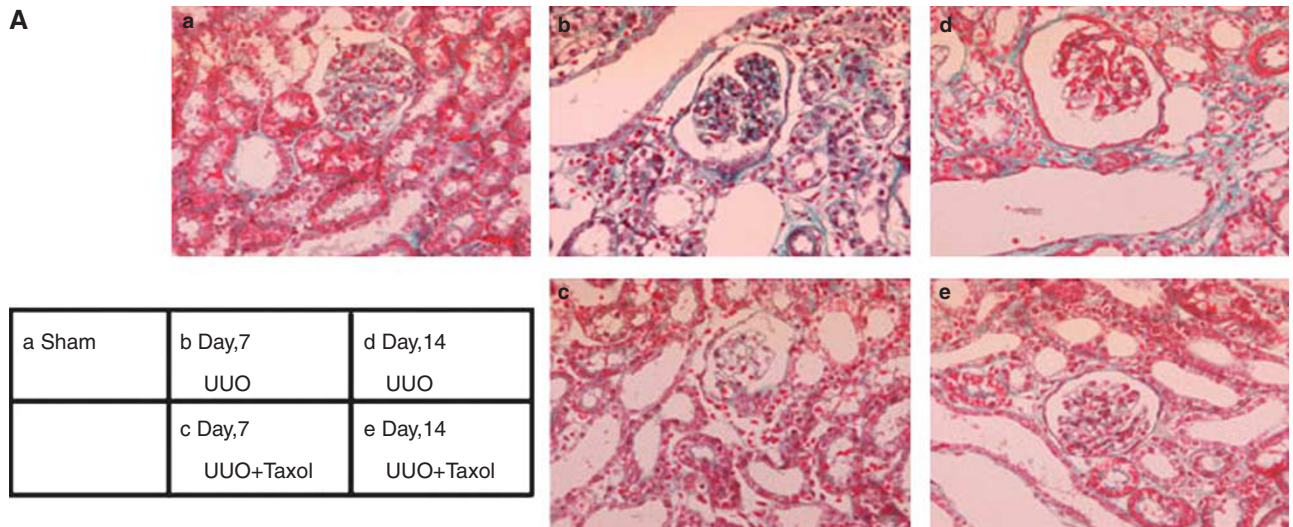 A
a
b
d
c
e
a Sham
b Day,7
UUO
d Day,14
UUO
c Day,7
UUO+Taxol
e Day,14
UUO+Taxol